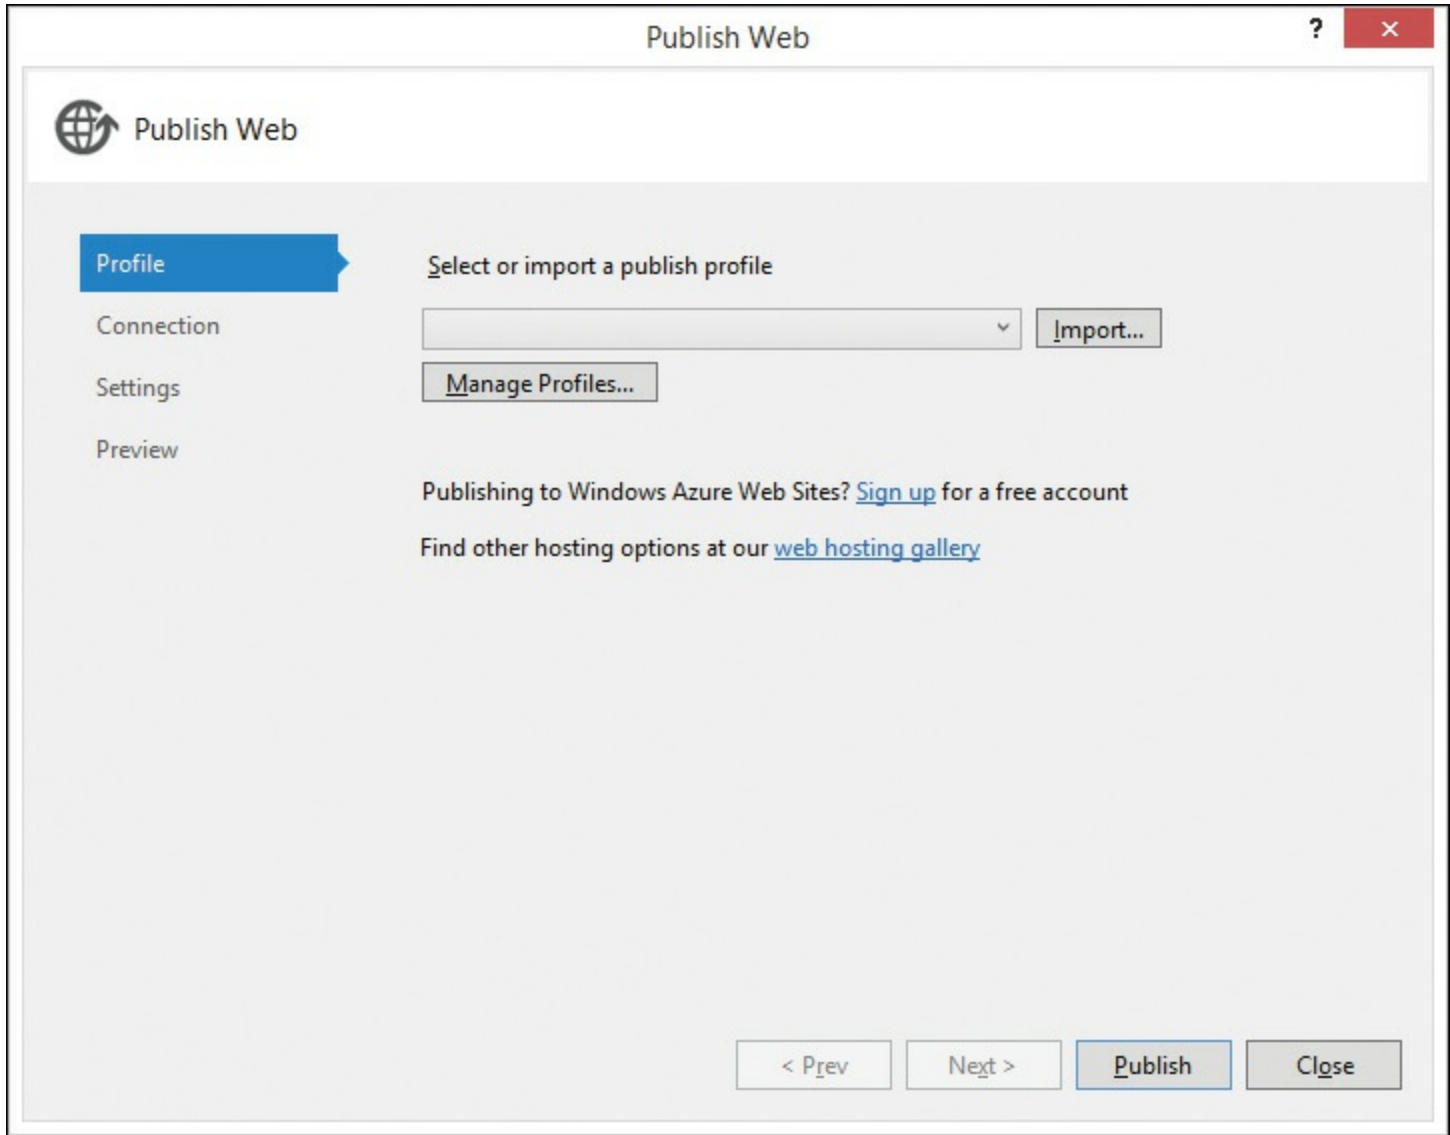 Publish Web
?
Publish Web
Profile
Connection
Settings
Preview
Select or import a publish profile
Import...
Manage Profiles...
Publishing to Windows Azure Web Sites? Sign up for a free account
Find other hosting options at our web hosting gallery
< Prev
Next >
Publish
Close